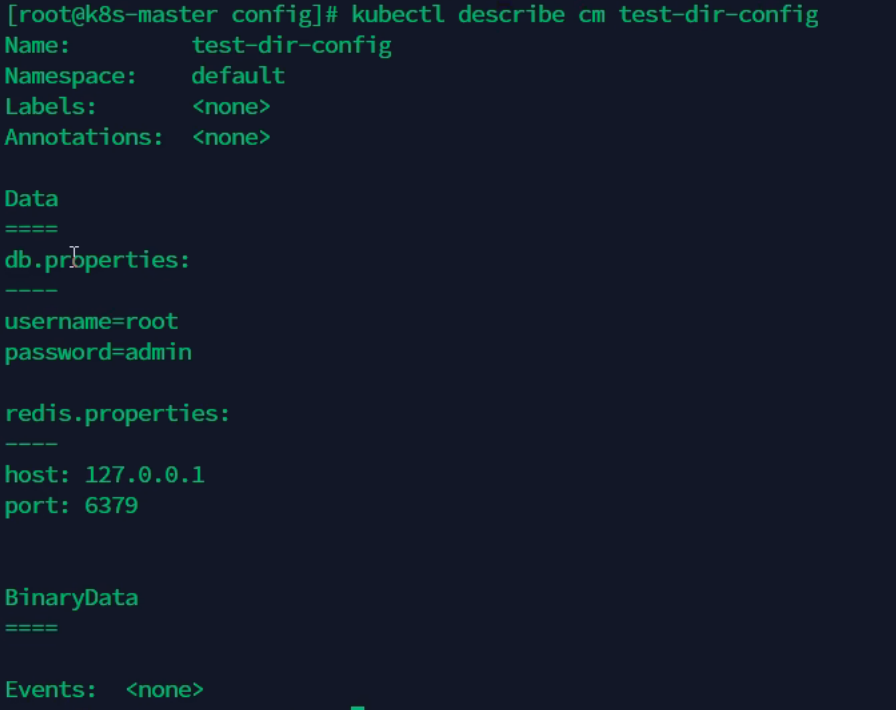 [root@k8s-master config]# kubectl describe cm test-dir-config
Name:         test-dir-config
Namespace:    default
Labels:       <none>
Annotations:  <none>

Data
====
db.properties:
----
username=root
password=admin

redis.properties:
----
host: 127.0.0.1
port: 6379


BinaryData
====

Events:  <none>